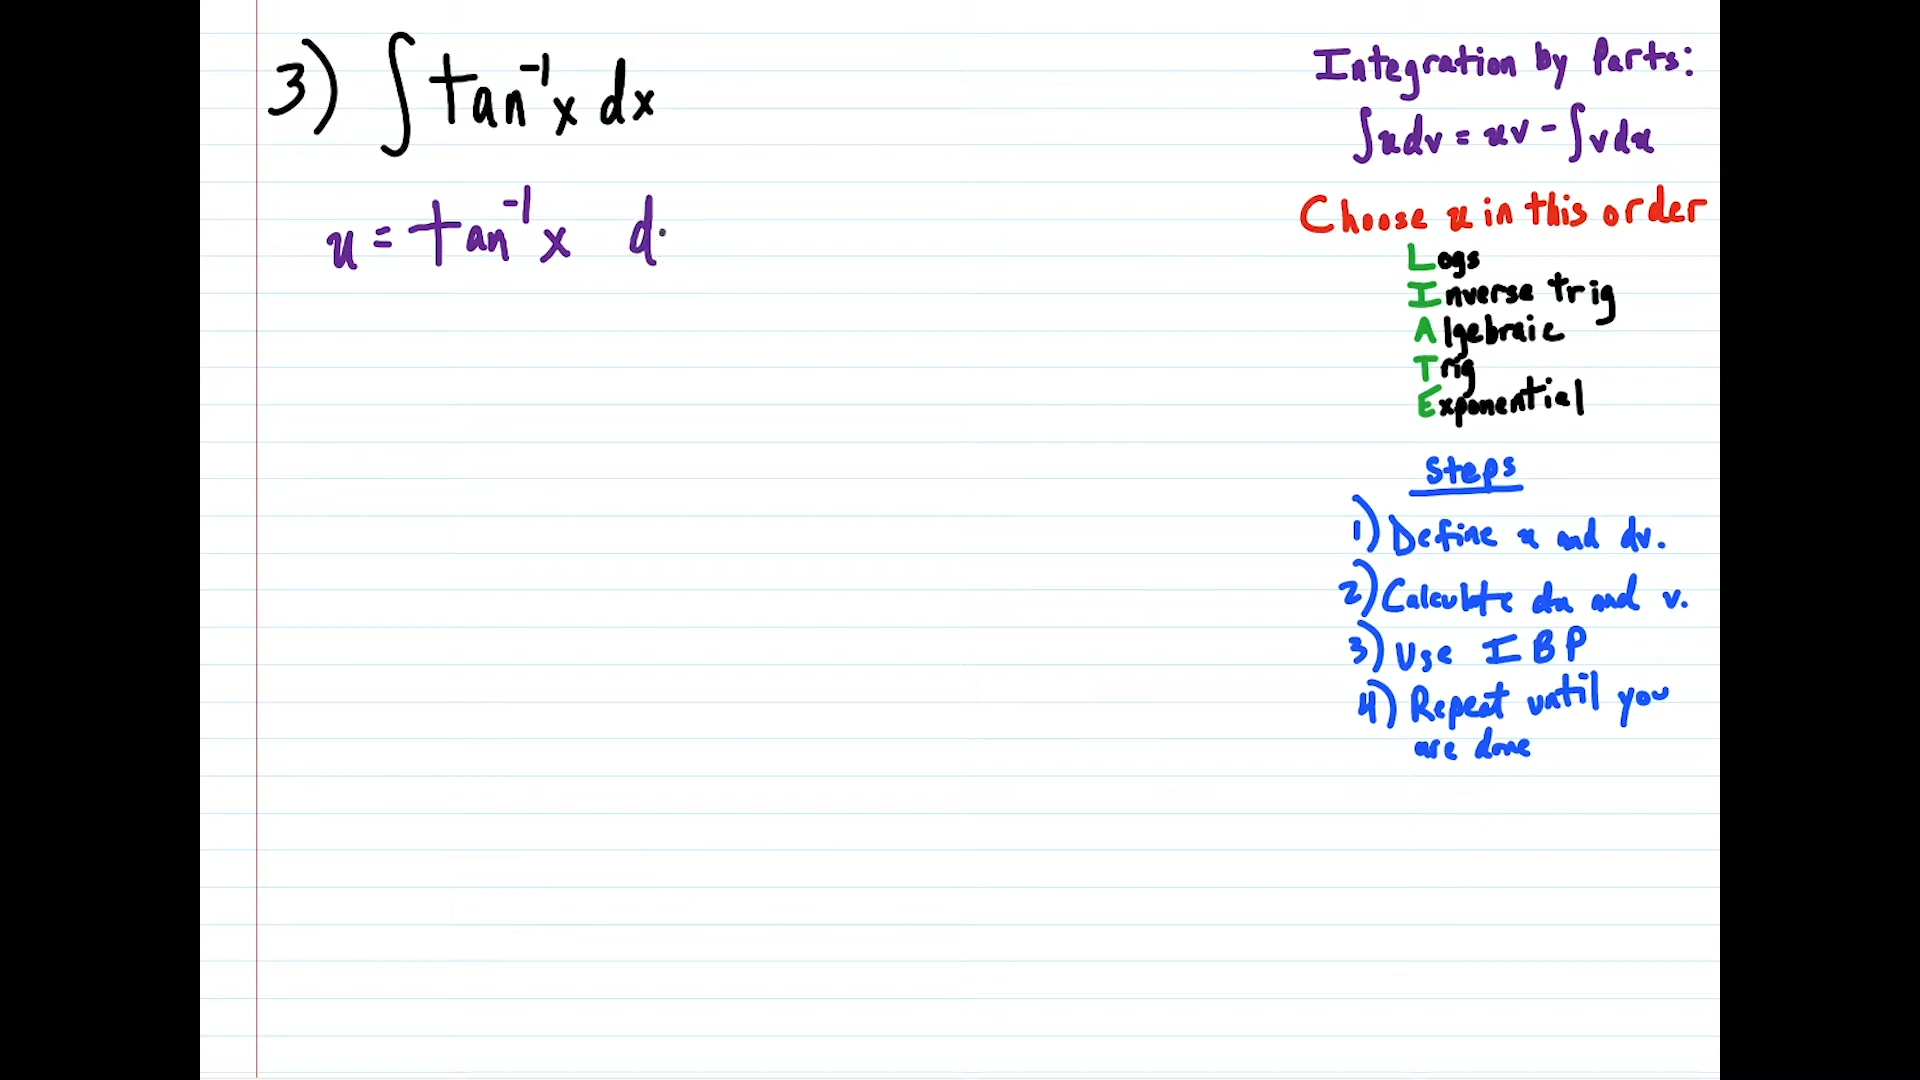 3) ∫ tan⁻¹x dx
u = tan⁻¹x d
Integration by Parts:
∫udv = uv - ∫vdu
Choose u in this order
Logs
Inverse trig
Algebraic
Trig
Exponential
Steps
1) Define u and dv.
2) Calculate du and v.
3) Use IBP
4) Repeat until you
are done